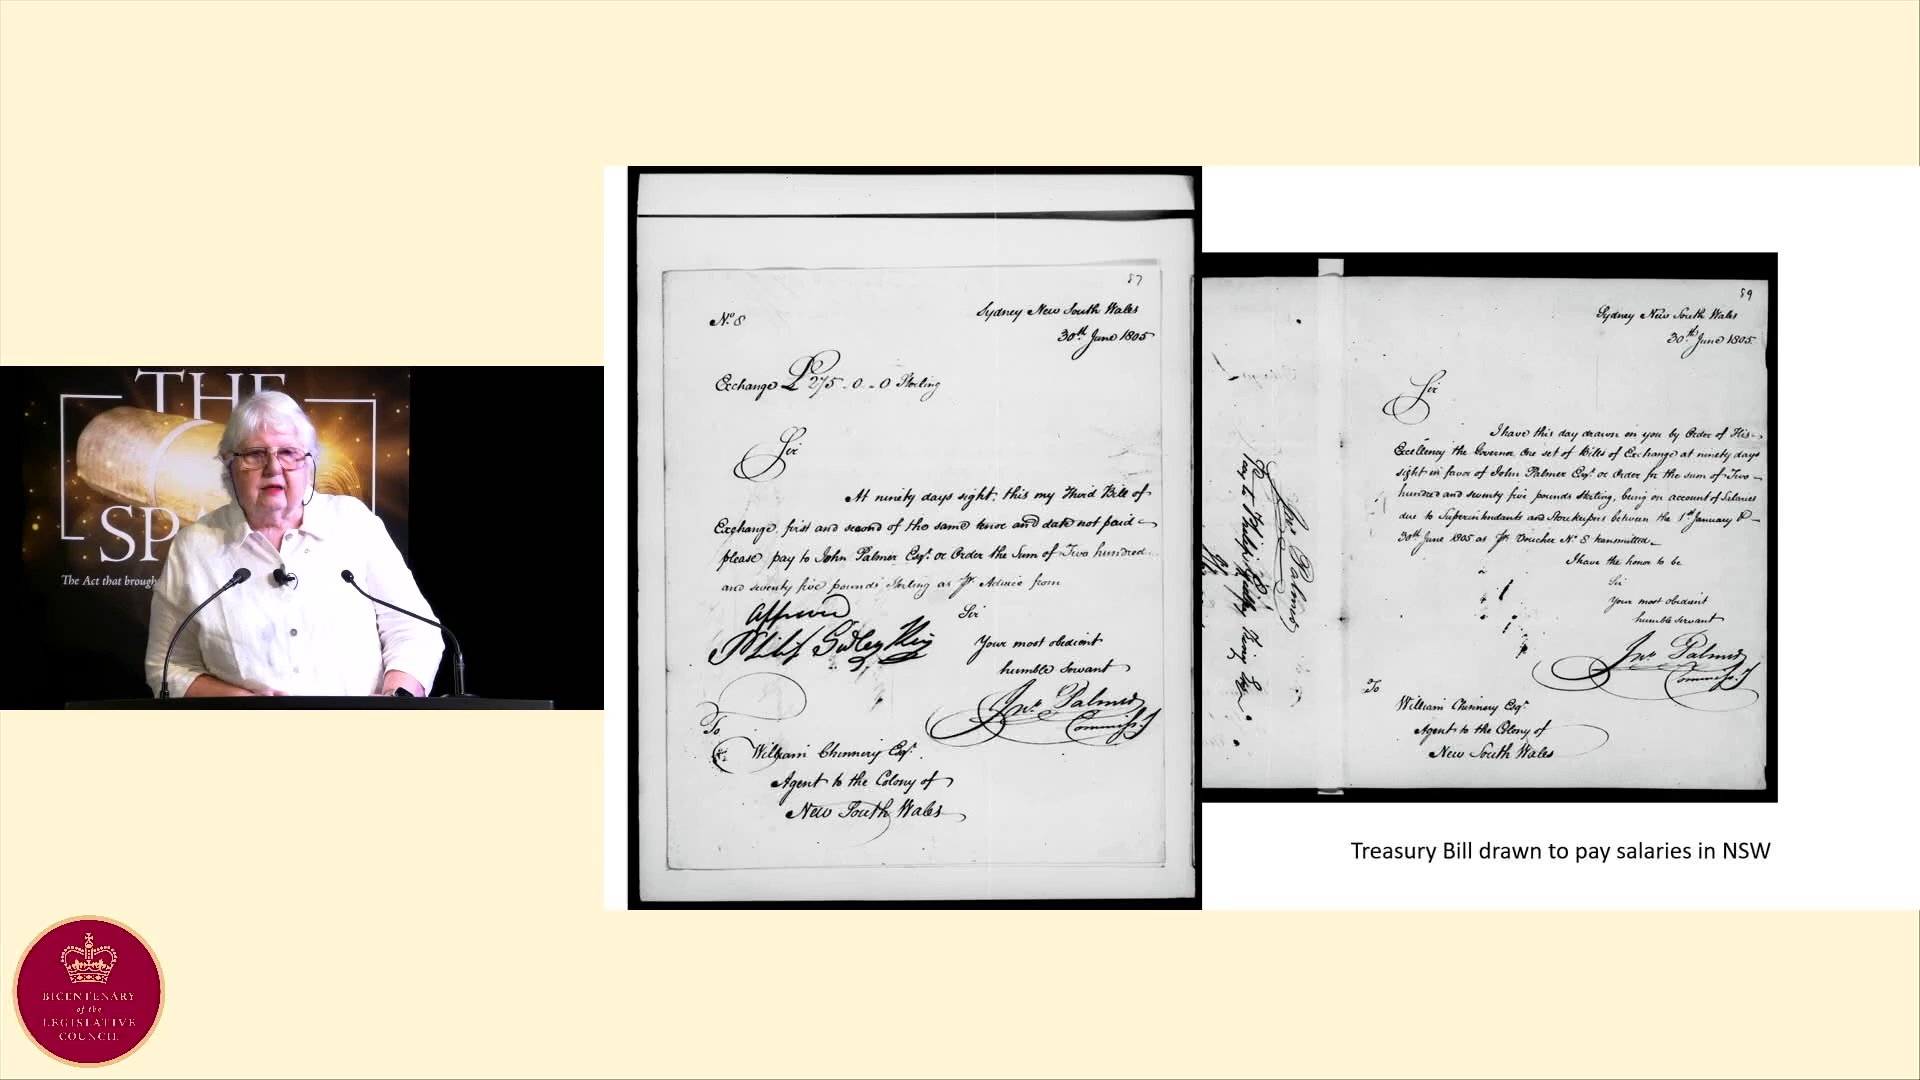 THE
SPA
The Act that brough
BICENTENARY
of the
LEGISLATIVE
COUNCIL
57
No. 8
Sydney New South Wales
30th June 1805
Exchange £275-0-0 Sterling
Sir
At ninety days sight, this my Third Bill of
Exchange, first and second of the same tenor and date not paid
please pay to John Palmer Esqr. or Order the Sum of Two hundred
and seventy five pounds Sterling as pr. Advice from
Approved
Sir
Philip Gidley King
Your most obedient
humble Servant
Jno. Palmer
Commissy
To
William Chinnery Esqr.
Agent to the Colony of
New South Wales
59
Sydney New South Wales
30th June 1805
Sir
I have this day drawn on you by Order of His
Excellency the Governor One set of Bills of Exchange at ninety days
sight in favor of John Palmer Esqr. or Order for the sum of Two
hundred and seventy five pounds sterling, being on account of Salaries
due to Superintendants and Storekeepers between the 1st January &
30th June 1805 as pr. Voucher No. 8 transmitted
I have the honor to be
Sir
Your most obedient
humble servant
Jno. Palmer
Commissy
To
William Chinnery Esqr.
Agent to the Colony of
New South Wales
Jno. Palmer
Treasury Bill drawn to pay salaries in NSW